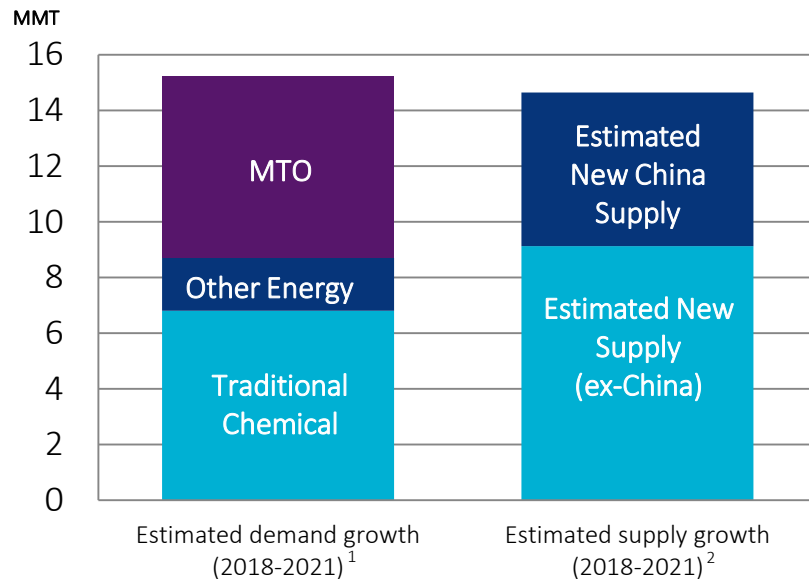 MMT
16
14
12
10
8
6
4
2
0
MTO
Other Energy
Traditional
Chemical
Estimated
New China
Supply
Estimated New
Supply
(ex-China)
Estimated demand growth
(2018-2021) 1
Estimated supply growth
(2018-2021) 2